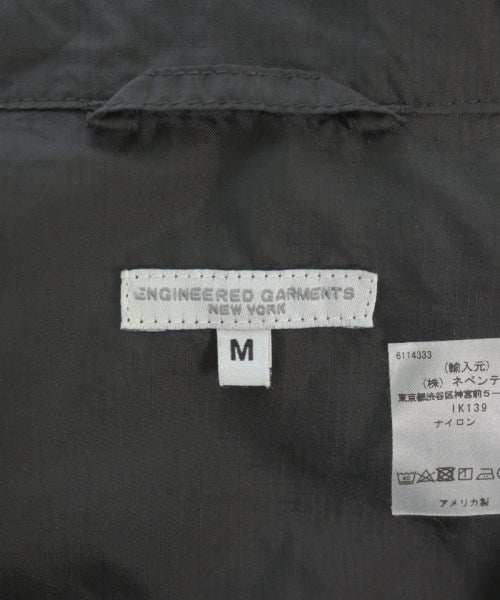 ENGINEERED GARMENTS
NEW YORK
M
6114333
(輸入元)
(株) ネペンテ
東京都渋谷区神宮前5-
IK139
ナイロン
アメリカ製